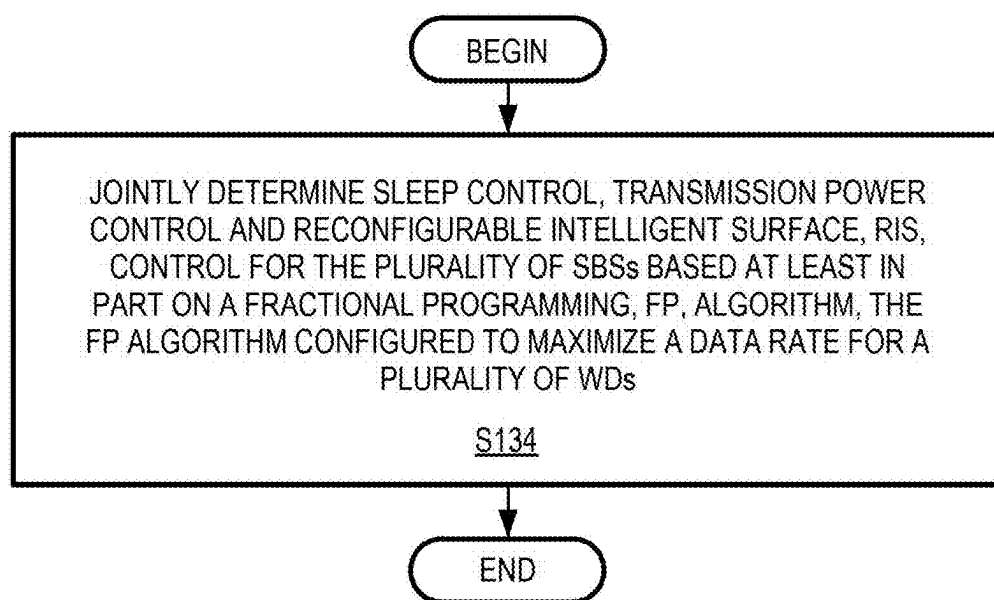 BEGIN
JOINTLY DETERMINE SLEEP CONTROL, TRANSMISSION POWER
CONTROL AND RECONFIGURABLE INTELLIGENT SURFACE, RIS,
CONTROL FOR THE PLURALITY OF SBSs BASED AT LEAST IN
PART ON A FRACTIONAL PROGRAMMING, FP, ALGORITHM, THE
FP ALGORITHM CONFIGURED TO MAXIMIZE A DATA RATE FOR A
PLURALITY OF WDs
S134
END